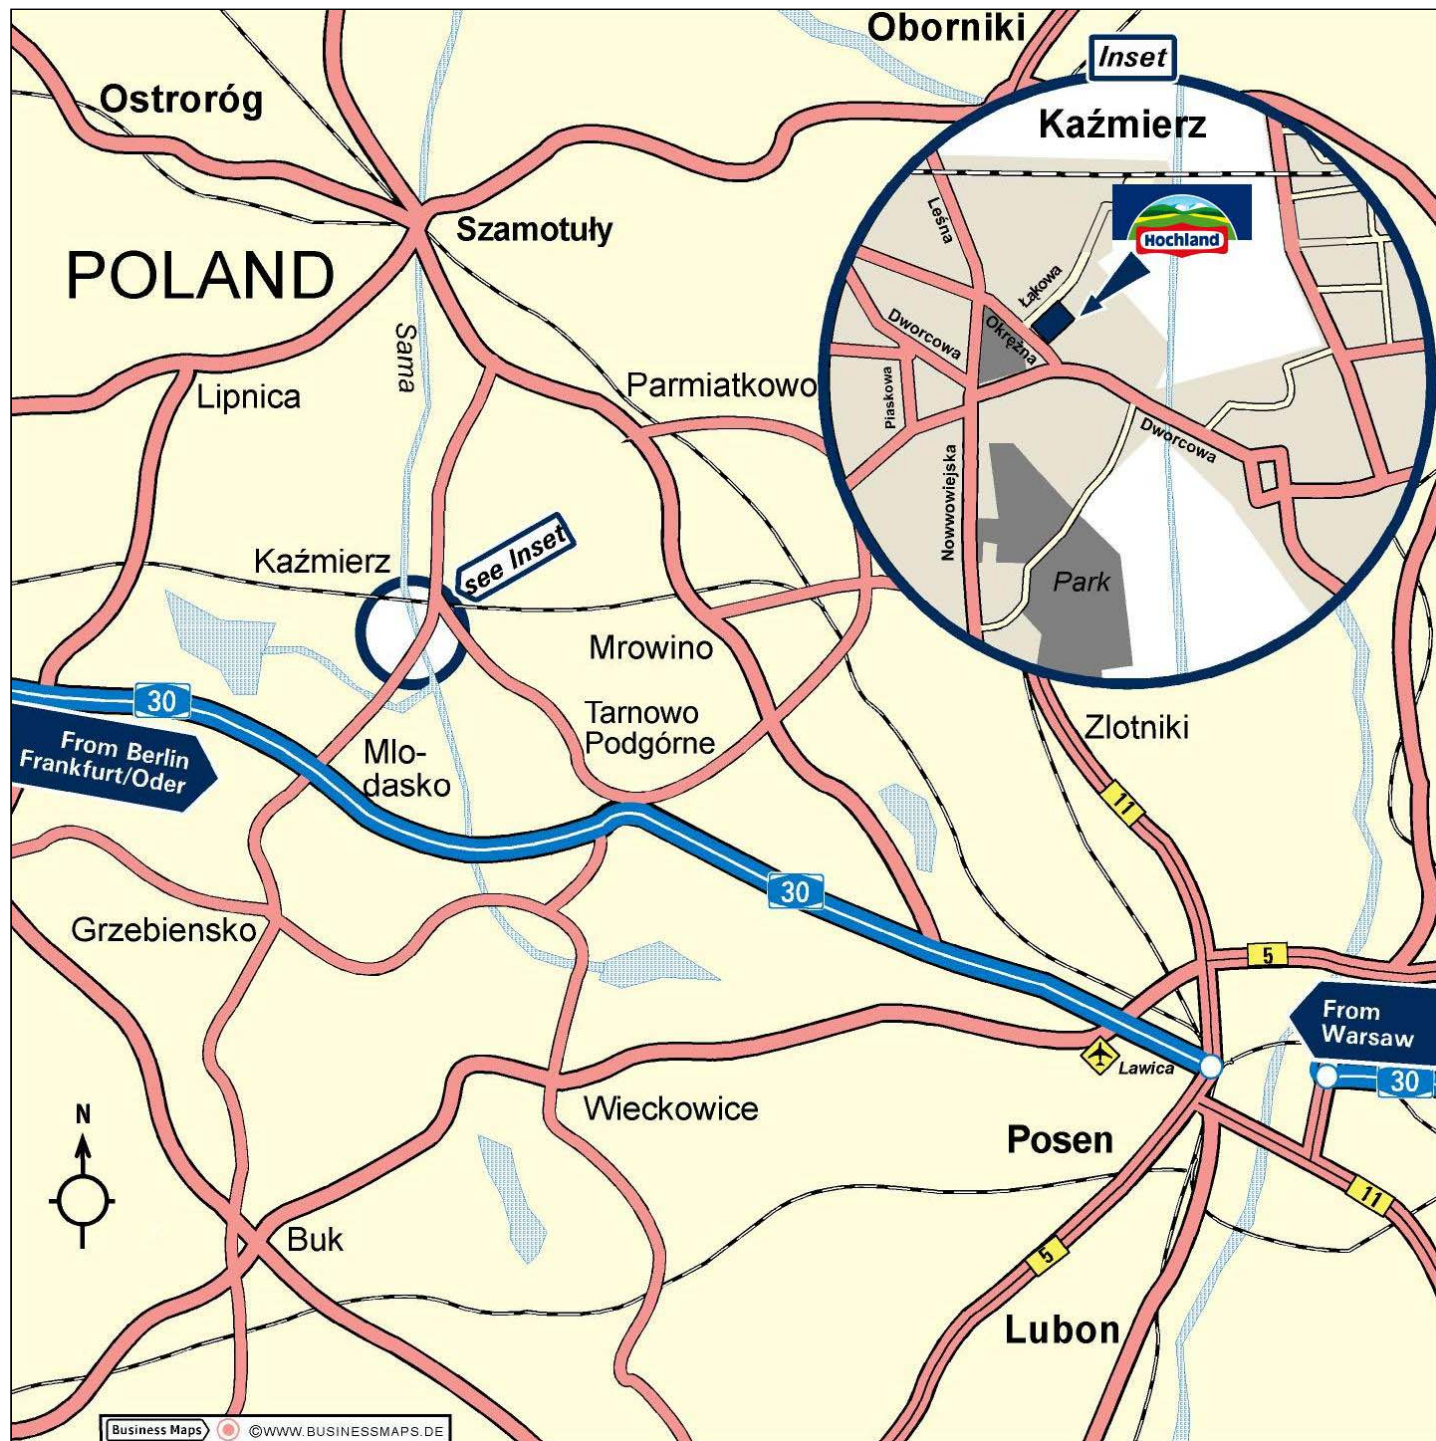 Oborniki
Inset
Ostroróg
Kaźmierz
Leśna
Szamotuły
Hochland
POLAND
Łąkowa
Sama
Dworcowa
Okrężna
Parmiatkowo
Lipnica
Piaskowa
Dworcowa
Nowwowiejska
see Inset
Kaźmierz
Park
Mrowino
30
Tarnowo
Podgórne
Zlotniki
From Berlin
Frankfurt/Oder
Mlo-
dasko
11
30
Grzebiensko
5
From
Warsaw
Lawica
30
Wieckowice
N
Posen
11
Buk
5
Lubon
Business Maps
©WWW.BUSINESSMAPS.DE